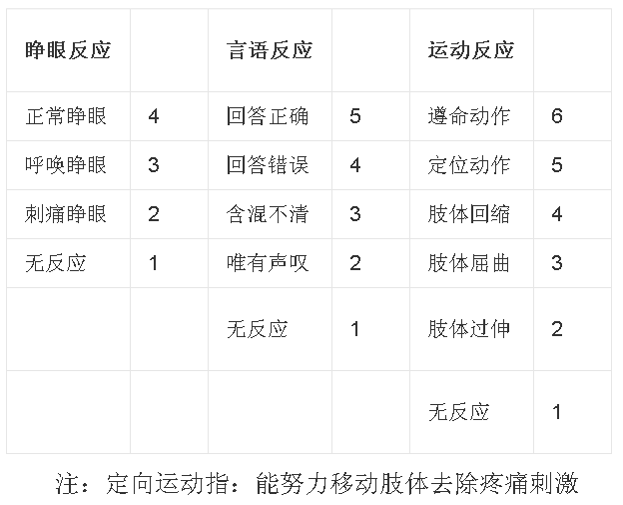 睁眼反应 言语反应 运动反应
正常睁眼 4 回答正确 5 遵命动作 6
呼唤睁眼 3 回答错误 4 定位动作 5
刺痛睁眼 2 含混不清 3 肢体回缩 4
无反应 1 唯有声叹 2 肢体屈曲 3
无反应 1 肢体过伸 2
无反应 1
注：定向运动指：能努力移动肢体去除疼痛刺激